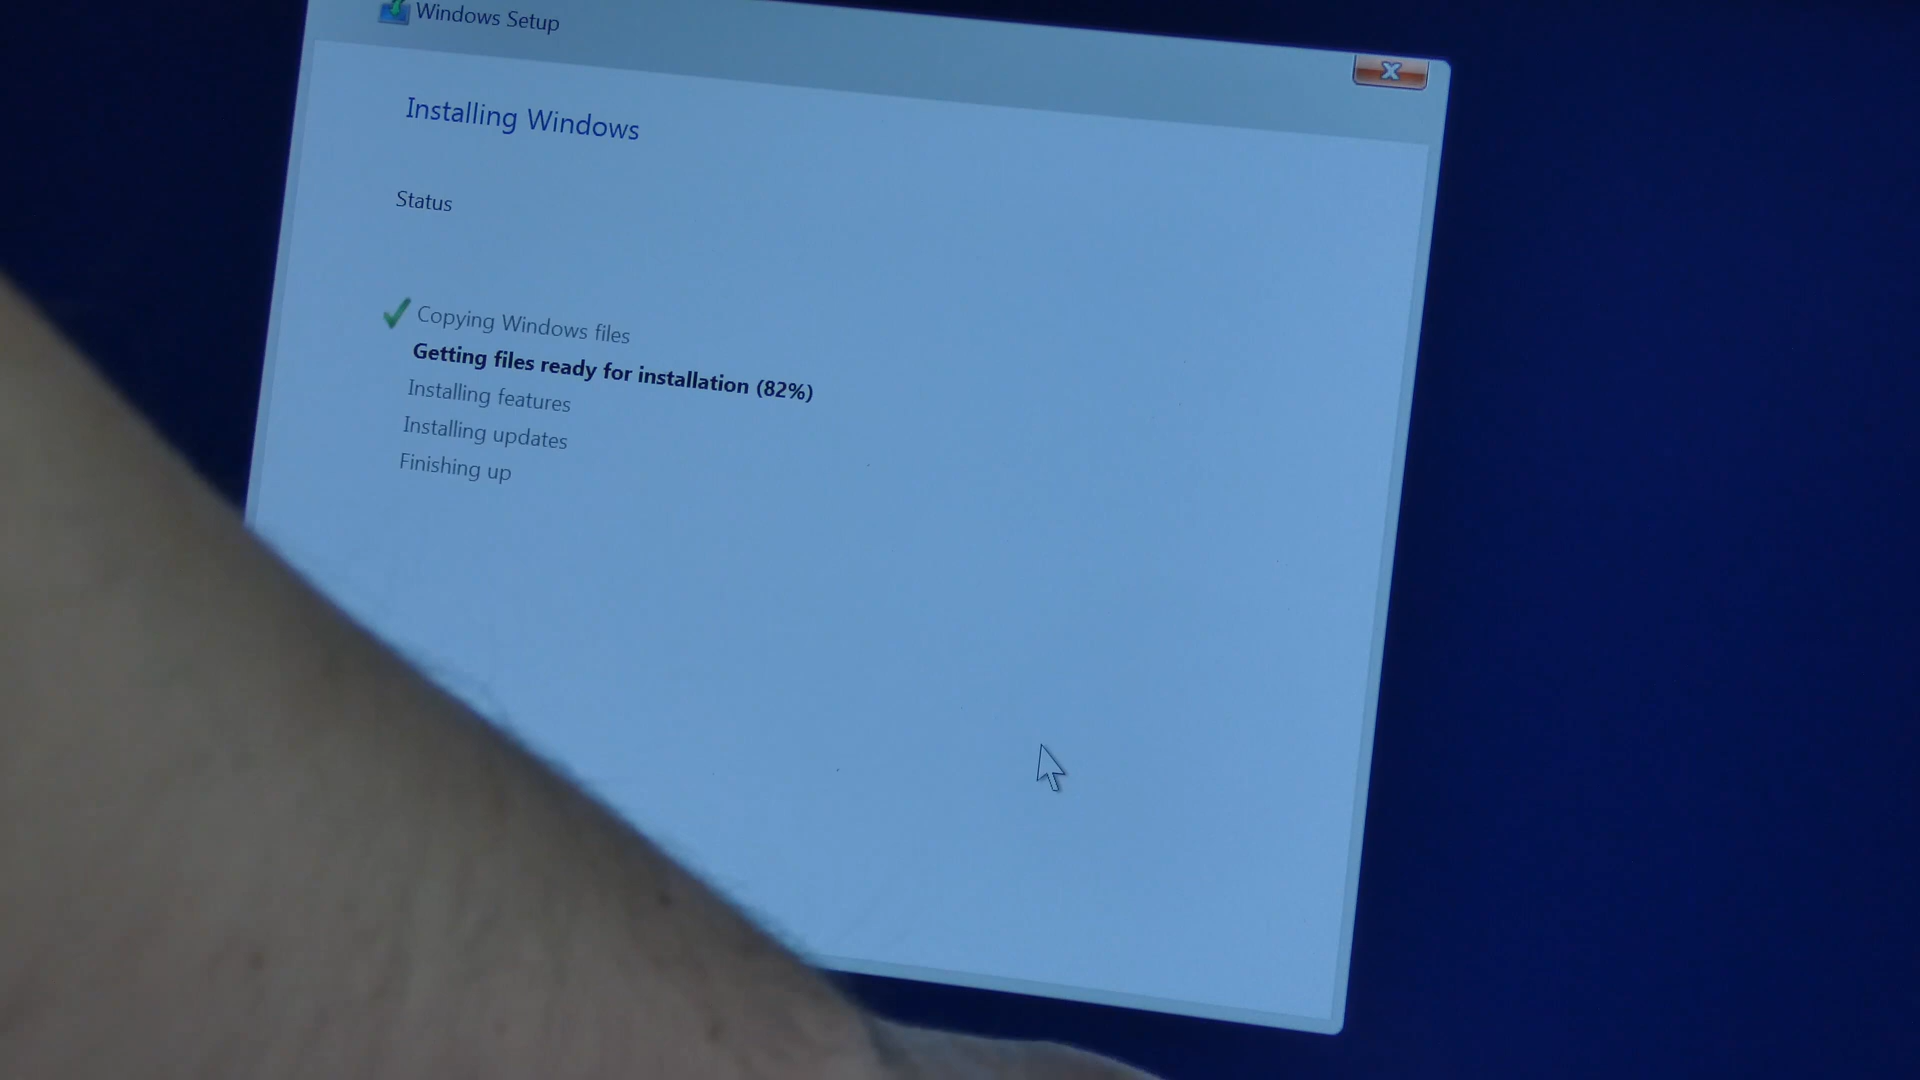 Windows Setup
Installing Windows
Status
Copying Windows files
Getting files ready for installation (82%)
Installing features
Installing updates
Finishing up